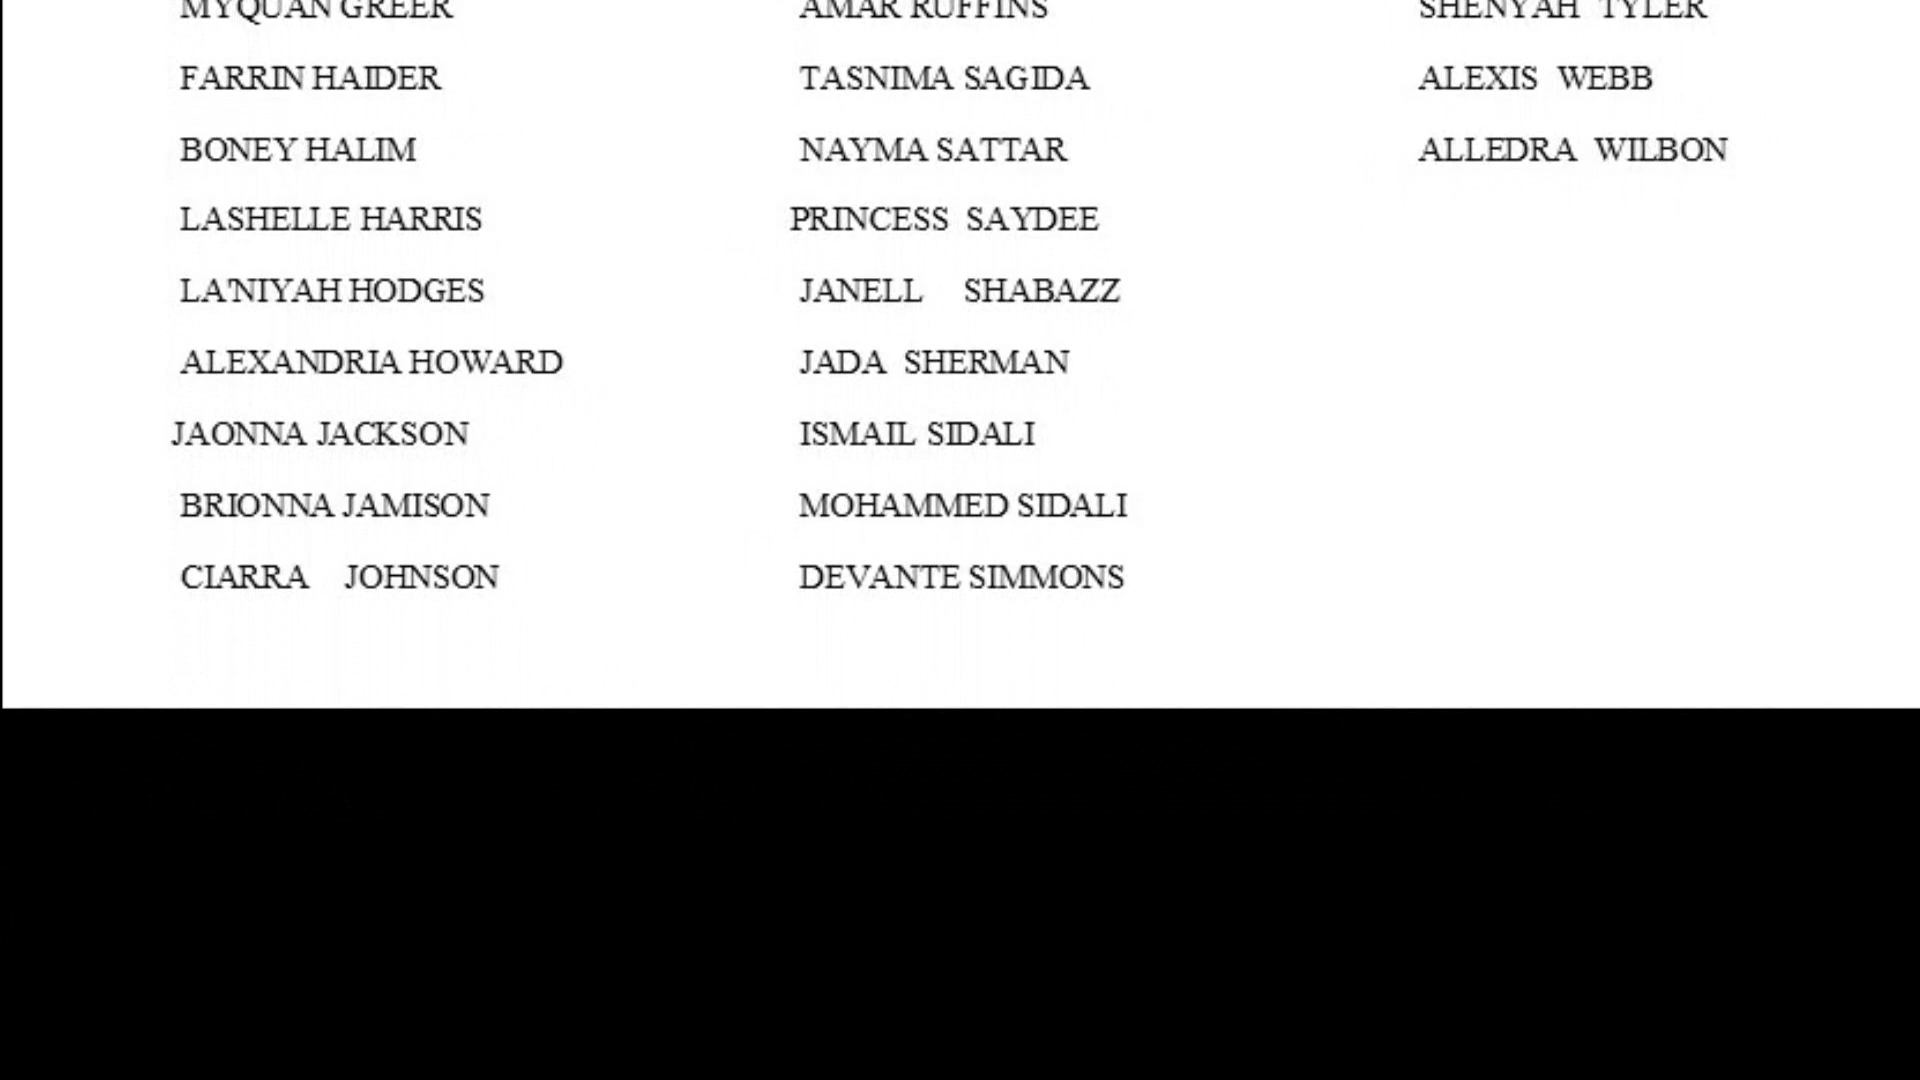 MYQUAN GREER
FARRIN HAIDER
BONEY HALIM
LASHELLE HARRIS
LA'NIYAH HODGES
ALEXANDRIA HOWARD
JAONNA JACKSON
BRIONNA JAMISON
CIARRA JOHNSON
AMAR RUFFINS
TASNIMA SAGIDA
NAYMA SATTAR
PRINCESS SAYDEE
JANELL SHABAZZ
JADA SHERMAN
ISMAIL SIDALI
MOHAMMED SIDALI
DEVANTE SIMMONS
SHENYAH TYLER
ALEXIS WEBB
ALLEDRA WILBON